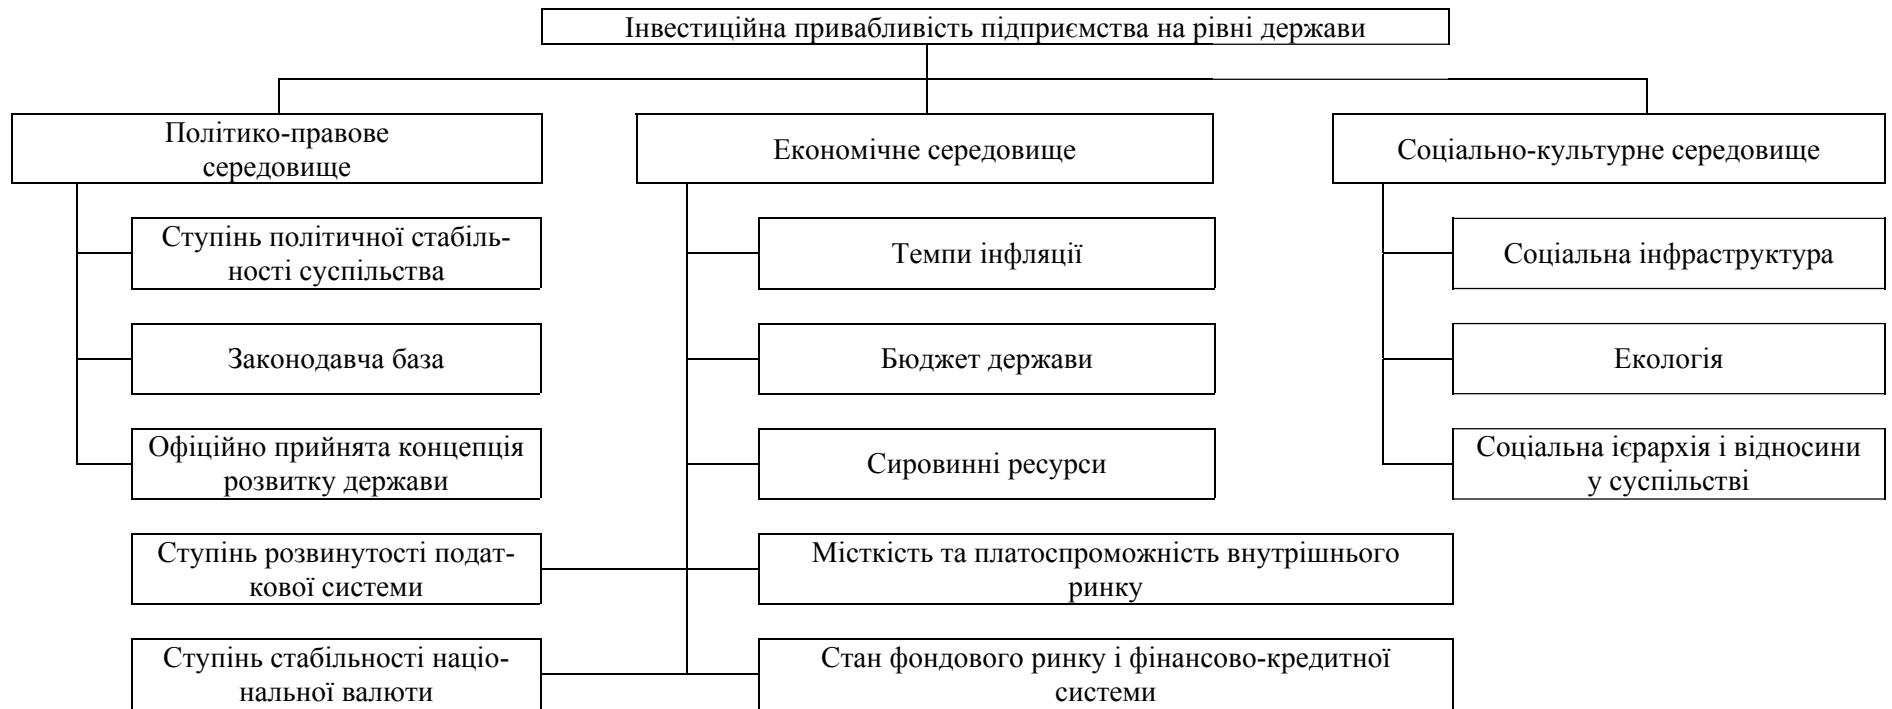 Інвестиційна привабливість підприємства на рівні держави
Політико-правове
середовище
Економічне середовище
Соціально-культурне середовище
Ступінь політичної стабіль-
ності суспільства
Темпи інфляції
Соціальна інфраструктура
Законодавча база
Бюджет держави
Екологія
Офіційно прийнята концепція
розвитку держави
Сировинні ресурси
Соціальна ієрархія і відносини
у суспільстві
Ступінь розвинутості подат-
кової системи
Місткість та платоспроможність внутрішнього
ринку
Ступінь стабільності націо-
нальної валюти
Стан фондового ринку і фінансово-кредитної
системи